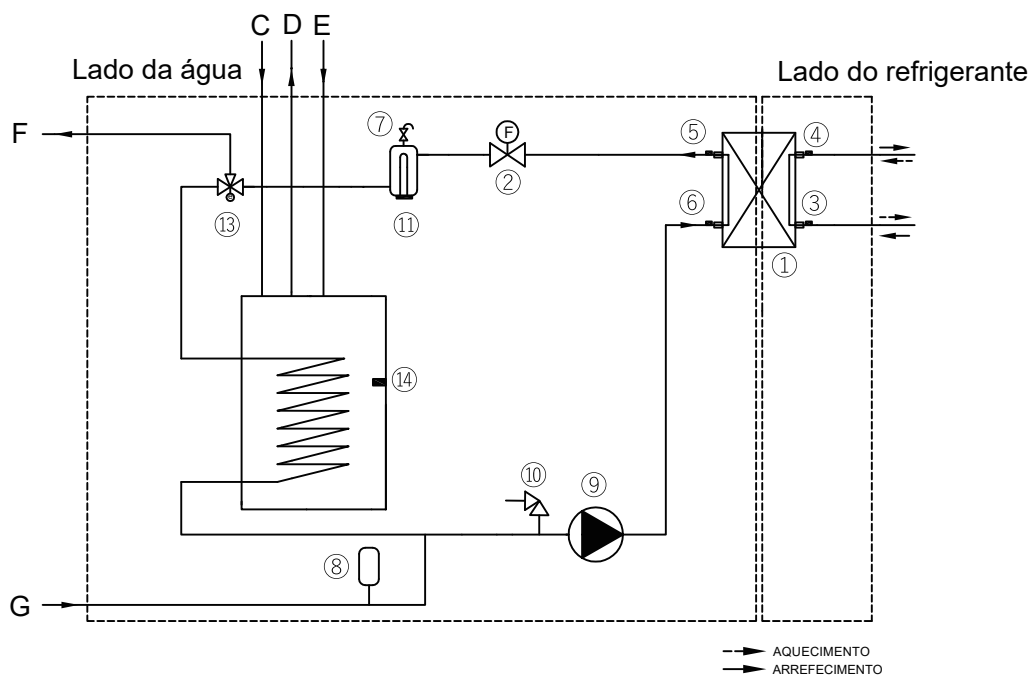 C D E
Lado da água
Lado do refrigerante
F
⑦
F
②
⑤
④
⑬
⑪
⑥
③
①
⑭
⑩
⑨
⑧
G
AQUECIMENTO
ARREFECIMENTO